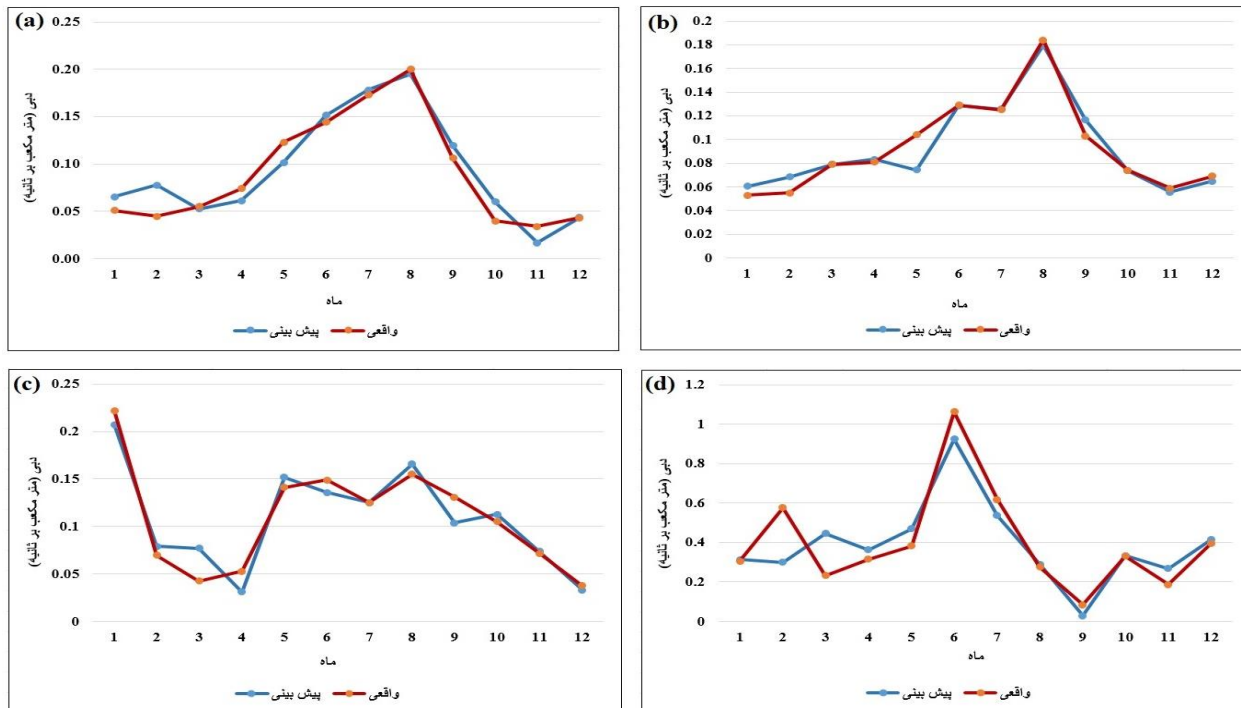 (a)
0.25
0.20
0.15
0.10
0.05
0.00
دبی (متر مکعب بر ثانیه)
1 2 3 4 5 6 7 8 9 10 11 12
ماه
پیش بینی واقعی
(b)
0.2
0.18
0.16
0.14
0.12
0.1
0.08
0.06
0.04
0.02
0
دبی (متر مکعب بر ثانیه)
1 2 3 4 5 6 7 8 9 10 11 12
ماه
پیش بینی واقعی
(c)
0.25
0.2
0.15
0.1
0.05
0
دبی (متر مکعب بر ثانیه)
1 2 3 4 5 6 7 8 9 10 11 12
ماه
پیش بینی واقعی
(d)
1.2
1
0.8
0.6
0.4
0.2
0
دبی (متر مکعب بر ثانیه)
1 2 3 4 5 6 7 8 9 10 11 12
ماه
پیش بینی واقعی